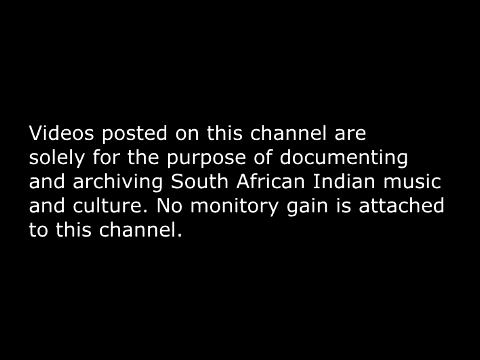 Videos posted on this channel are
solely for the purpose of documenting
and archiving South African Indian music
and culture. No monitory gain is attached
to this channel.